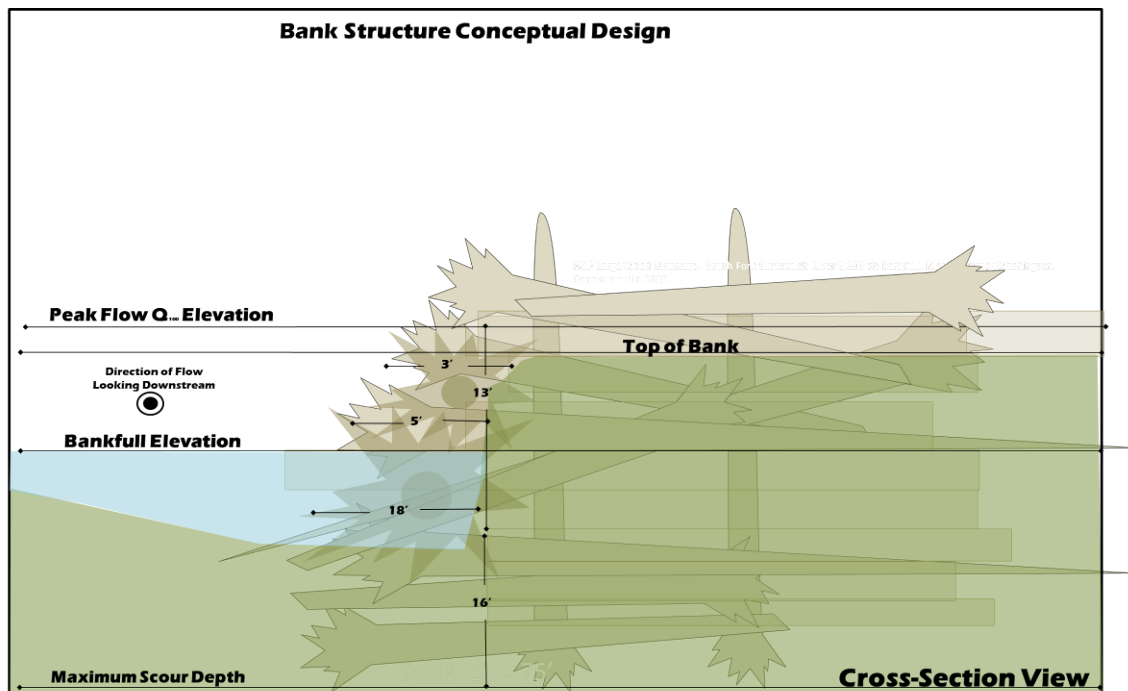 Bank Structure Conceptual Design
Peak Flow Q₁₀₀ Elevation
Top of Bank
3'
Direction of Flow
Looking Downstream
13'
5'
Bankfull Elevation
18'
16'
Maximum Scour Depth
75'
Cross-Section View